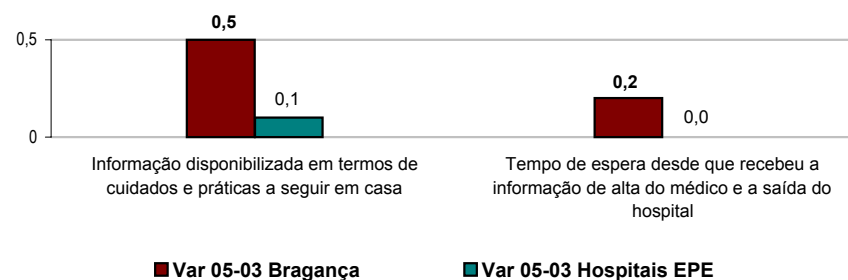 0,5
0,1
0,2
0,0
0,5
0
Informação disponibilizada em termos de
cuidados e práticas a seguir em casa
Tempo de espera desde que recebeu a
informação de alta do médico e a saída do
hospital
Var 05-03 Bragança
Var 05-03 Hospitais EPE